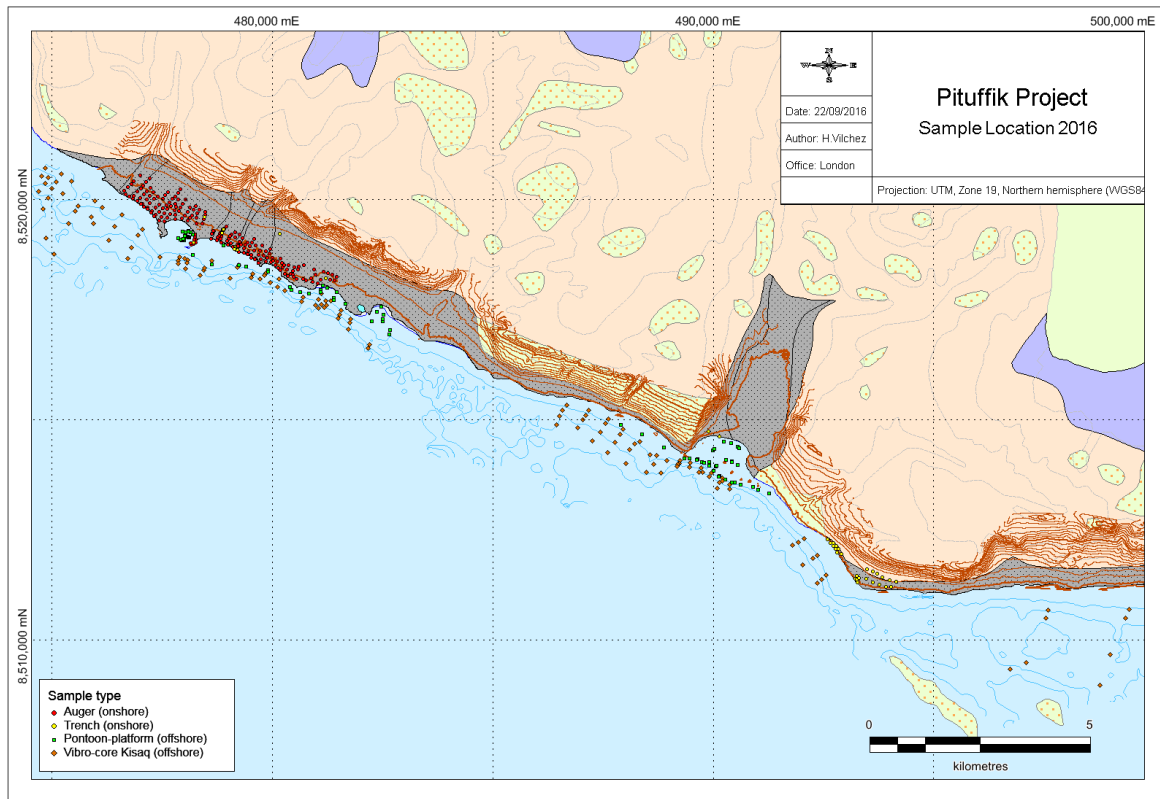 480,000 mE
490,000 mE
500,000 mE
8,520,000 mN
8,510,000 mN
N
W E
S
Date: 22/09/2016
Author: H.Vilchez
Office: London
Pituffik Project
Sample Location 2016
Projection: UTM, Zone 19, Northern hemisphere (WGS84
Sample type
Auger (onshore)
Trench (onshore)
Pontoon-platform (offshore)
Vibro-core Kisaq (offshore)
0 5
kilometres